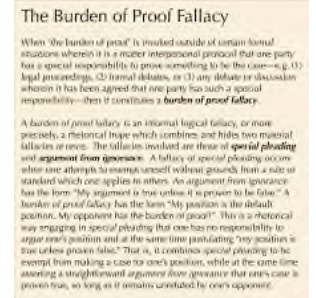 The Burden of Proof Fallacy
When "the burden of proof" is invoked outside of certain formal
situations wherein it is a matter interpersonal protocol that one party
has a special responsibility to prove something to be the case—e.g. (1)
legal proceedings, (2) formal debates, or (3) any debate or discussion
wherein it has been agreed that one party has such a special
responsibility—then it constitutes a burden of proof fallacy.
A burden of proof fallacy is an informal logical fallacy, or more
precisely, a rhetorical trope which combines and hides two material
fallacies at once. The fallacies involved are those of special pleading
and argument from ignorance. A fallacy of special pleading occurs
when one attempts to exempt oneself without grounds from a rule or
standard which one applies to others. An argument from ignorance
has the form "My argument is true unless it is proven to be false." A
burden of proof fallacy has the form "My position is the default
position. My opponent has the burden of proof!" This is a rhetorical
way engaging in special pleading that one has no responsibility to
argue one's position and at the same time postulating "my position is
true unless proven false." That is, it combines special pleading to be
exempt from making a case for one's position, while at the same time
asserting a straightforward argument from ignorance that one's case is
proven true, so long as it remains unrefuted by one's opponent.